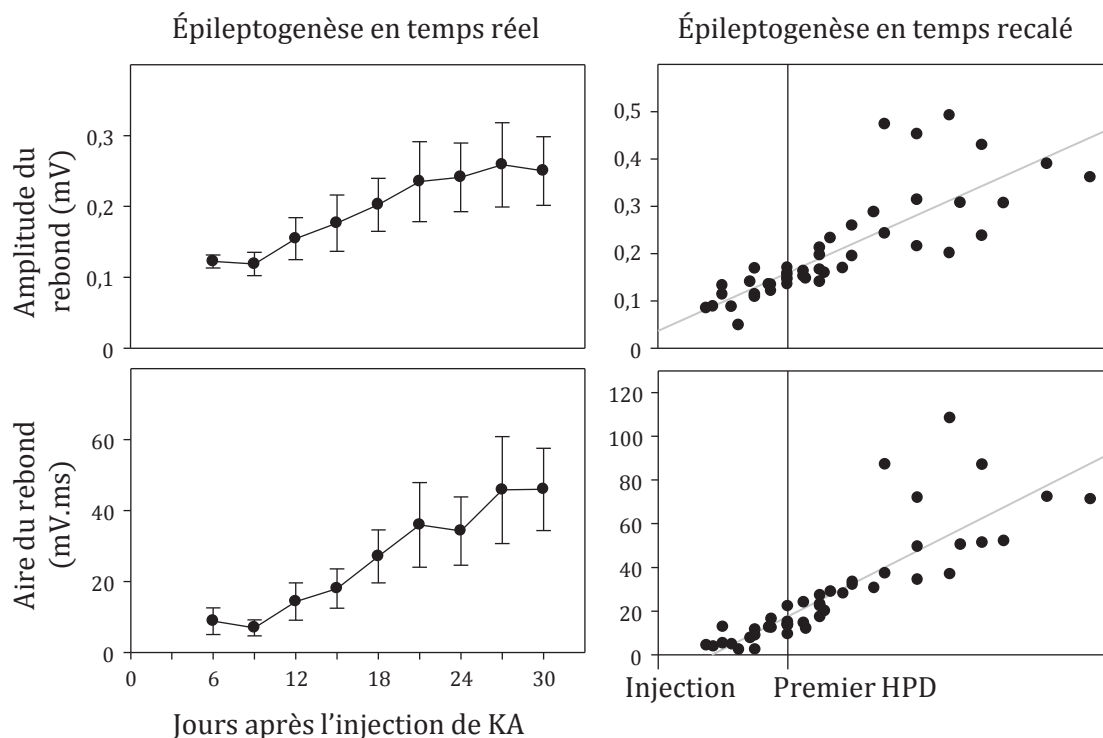 Épileptogenèse en temps réel
Épileptogenèse en temps recalé
Amplitude du
rebond (mV)
0,3
0,2
0,1
0
0,5
0,4
0,3
0,2
0,1
0
Aire du rebond
(mV.ms)
60
40
20
0
120
100
80
60
40
20
0
0 6 12 18 24 30
Jours après l'injection de KA
Injection Premier HPD